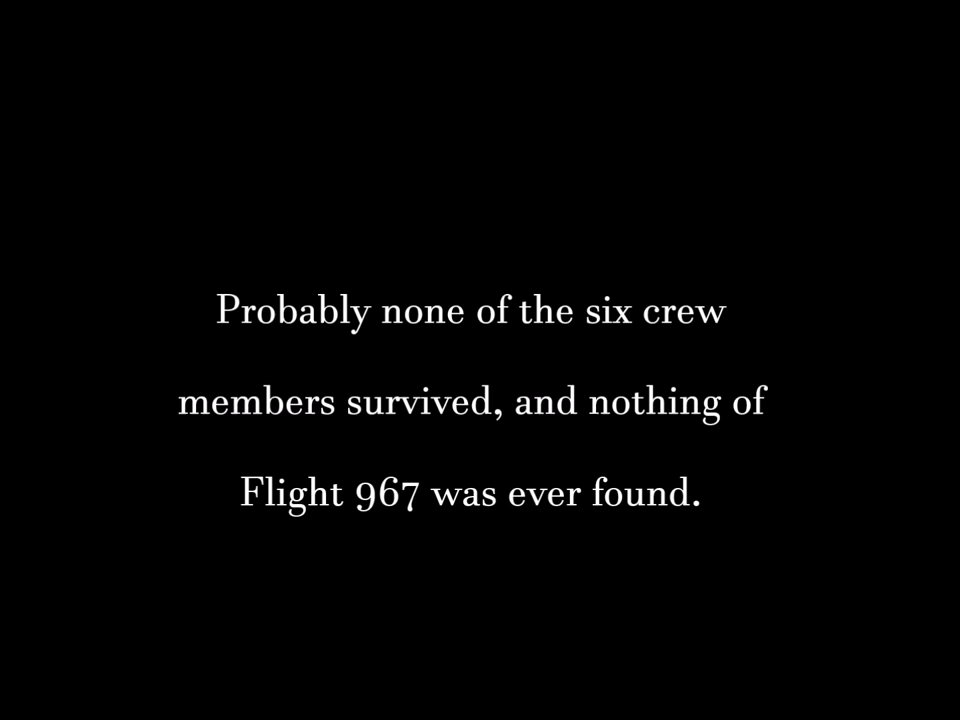 Probably none of the six crew
members survived, and nothing of
Flight 967 was ever found.